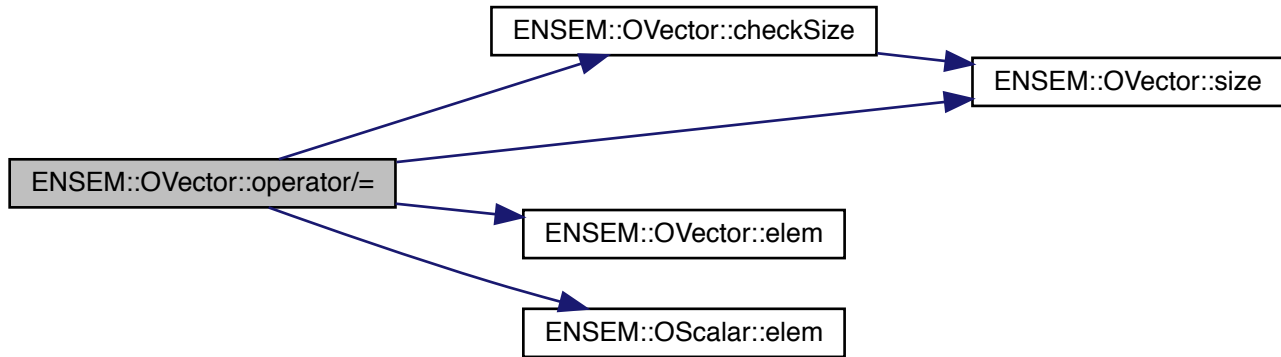 ENSEM::OVector::checkSize
ENSEM::OVector::size
ENSEM::OVector::operator/=
ENSEM::OVector::elem
ENSEM::OScalar::elem